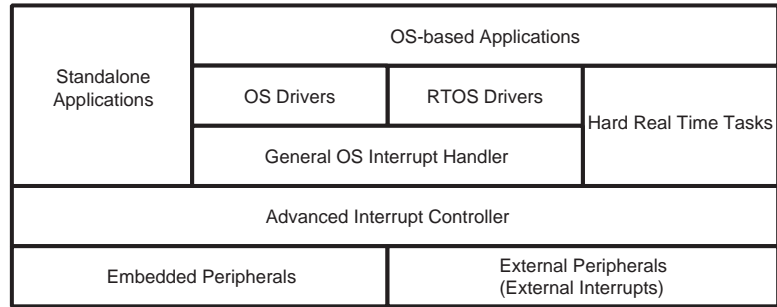 OS-based Applications
Standalone
Applications
OS Drivers
RTOS Drivers
Hard Real Time Tasks
General OS Interrupt Handler
Advanced Interrupt Controller
Embedded Peripherals
External Peripherals
(External Interrupts)